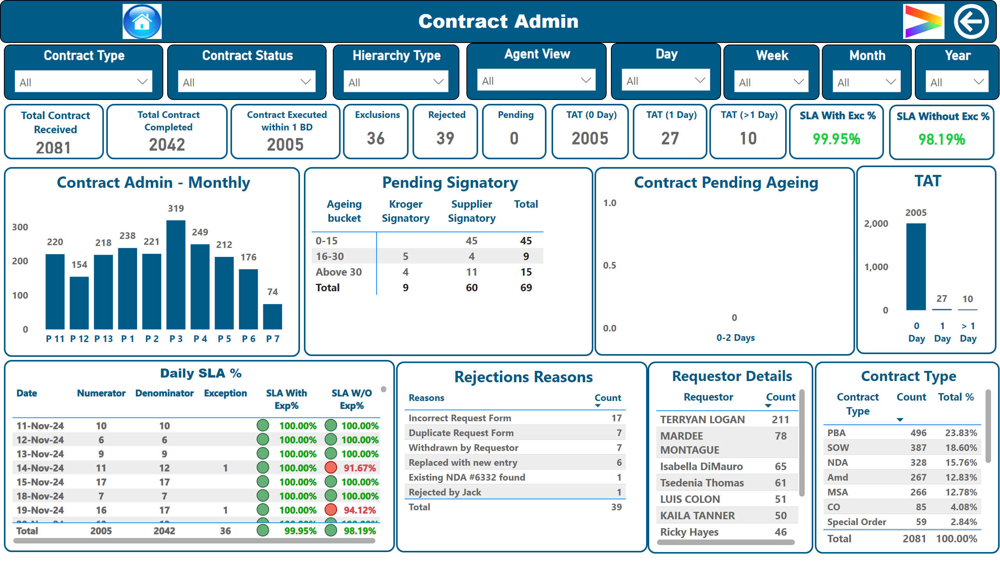 Contract Admin
Contract Type
Contract Status
Hierarchy Type
Agent View
Day
Week
Month
Year
All
All
All
All
All
All
All
All
Total Contract
Received
2081
Total Contract
Completed
2042
Contract Executed
within 1 BD
2005
Exclusions
36
Rejected
39
Pending
0
TAT (0 Day)
2005
TAT (1 Day)
27
TAT (>1 Day)
10
SLA With Exc %
99.95%
SLA Without Exc %
98.19%
Contract Admin - Monthly
300
200
100
0
220
154
218
238
221
319
249
212
176
74
P 11 P 12 P 13 P 1 P 2 P 3 P 4 P 5 P 6 P 7
Pending Signatory
Ageing bucket Kroger Signatory Supplier Signatory Total
0-15 45 45
16-30 5 4 9
Above 30 4 11 15
Total 9 60 69
Contract Pending Ageing
1.0
0.5
0.0
0
0-2 Days
TAT
2,000
1,000
0
2005
27
10
0 Day
1 Day
> 1 Day
Daily SLA %
Date Numerator Denominator Exception SLA With Exp% SLA W/O Exp%
11-Nov-24 10 10 100.00% 100.00%
12-Nov-24 6 6 100.00% 100.00%
13-Nov-24 9 9 100.00% 100.00%
14-Nov-24 11 12 1 100.00% 91.67%
15-Nov-24 17 17 100.00% 100.00%
18-Nov-24 7 7 100.00% 100.00%
19-Nov-24 16 17 1 100.00% 94.12%
Total 2005 2042 36 99.95% 98.19%
Rejections Reasons
Reasons Count
Incorrect Request Form 17
Duplicate Request Form 7
Withdrawn by Requestor 7
Replaced with new entry 6
Existing NDA #6332 found 1
Rejected by Jack 1
Total 39
Requestor Details
Requestor Count
TERRYAN LOGAN 211
MARDEE MONTAGUE 78
Isabella DiMauro 65
Tsedenia Thomas 61
LUIS COLON 51
KAILA TANNER 50
Ricky Hayes 46
Contract Type
Contract Type Count Total %
PBA 496 23.83%
SOW 387 18.60%
NDA 328 15.76%
Amd 267 12.83%
MSA 266 12.78%
CO 85 4.08%
Special Order 59 2.84%
Total 2081 100.00%